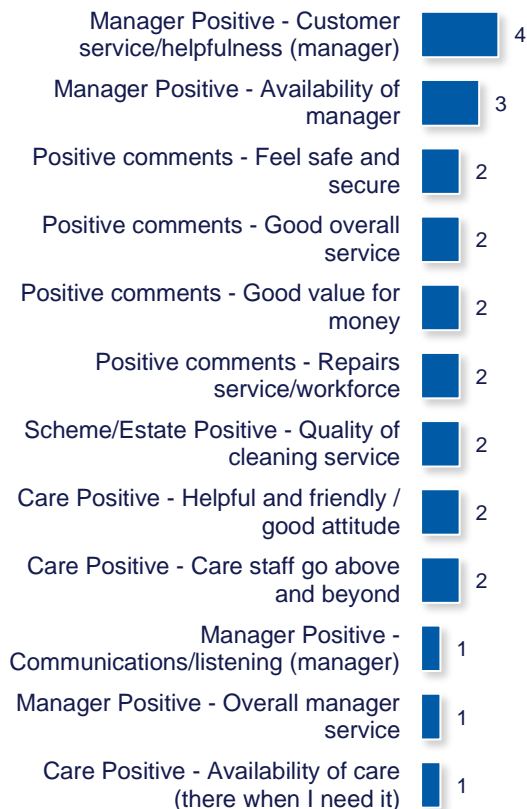 Manager Positive - Customer
service/helpfulness (manager)
4
Manager Positive - Availability of
manager
3
Positive comments - Feel safe and
secure
2
Positive comments - Good overall
service
2
Positive comments - Good value for
money
2
Positive comments - Repairs
service/workforce
2
Scheme/Estate Positive - Quality of
cleaning service
2
Care Positive - Helpful and friendly /
good attitude
2
Care Positive - Care staff go above
and beyond
2
Manager Positive -
Communications/listening (manager)
1
Manager Positive - Overall manager
service
1
Care Positive - Availability of care
(there when I need it)
1